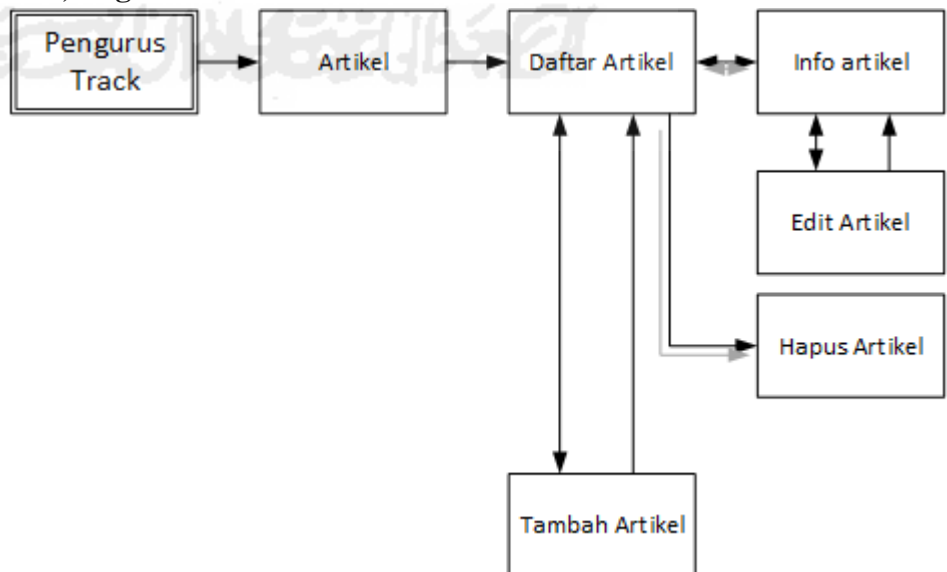 Pengurus
Track
Artikel
Daftar Artikel
Info artikel
Edit Artikel
Hapus Artikel
Tambah Artikel